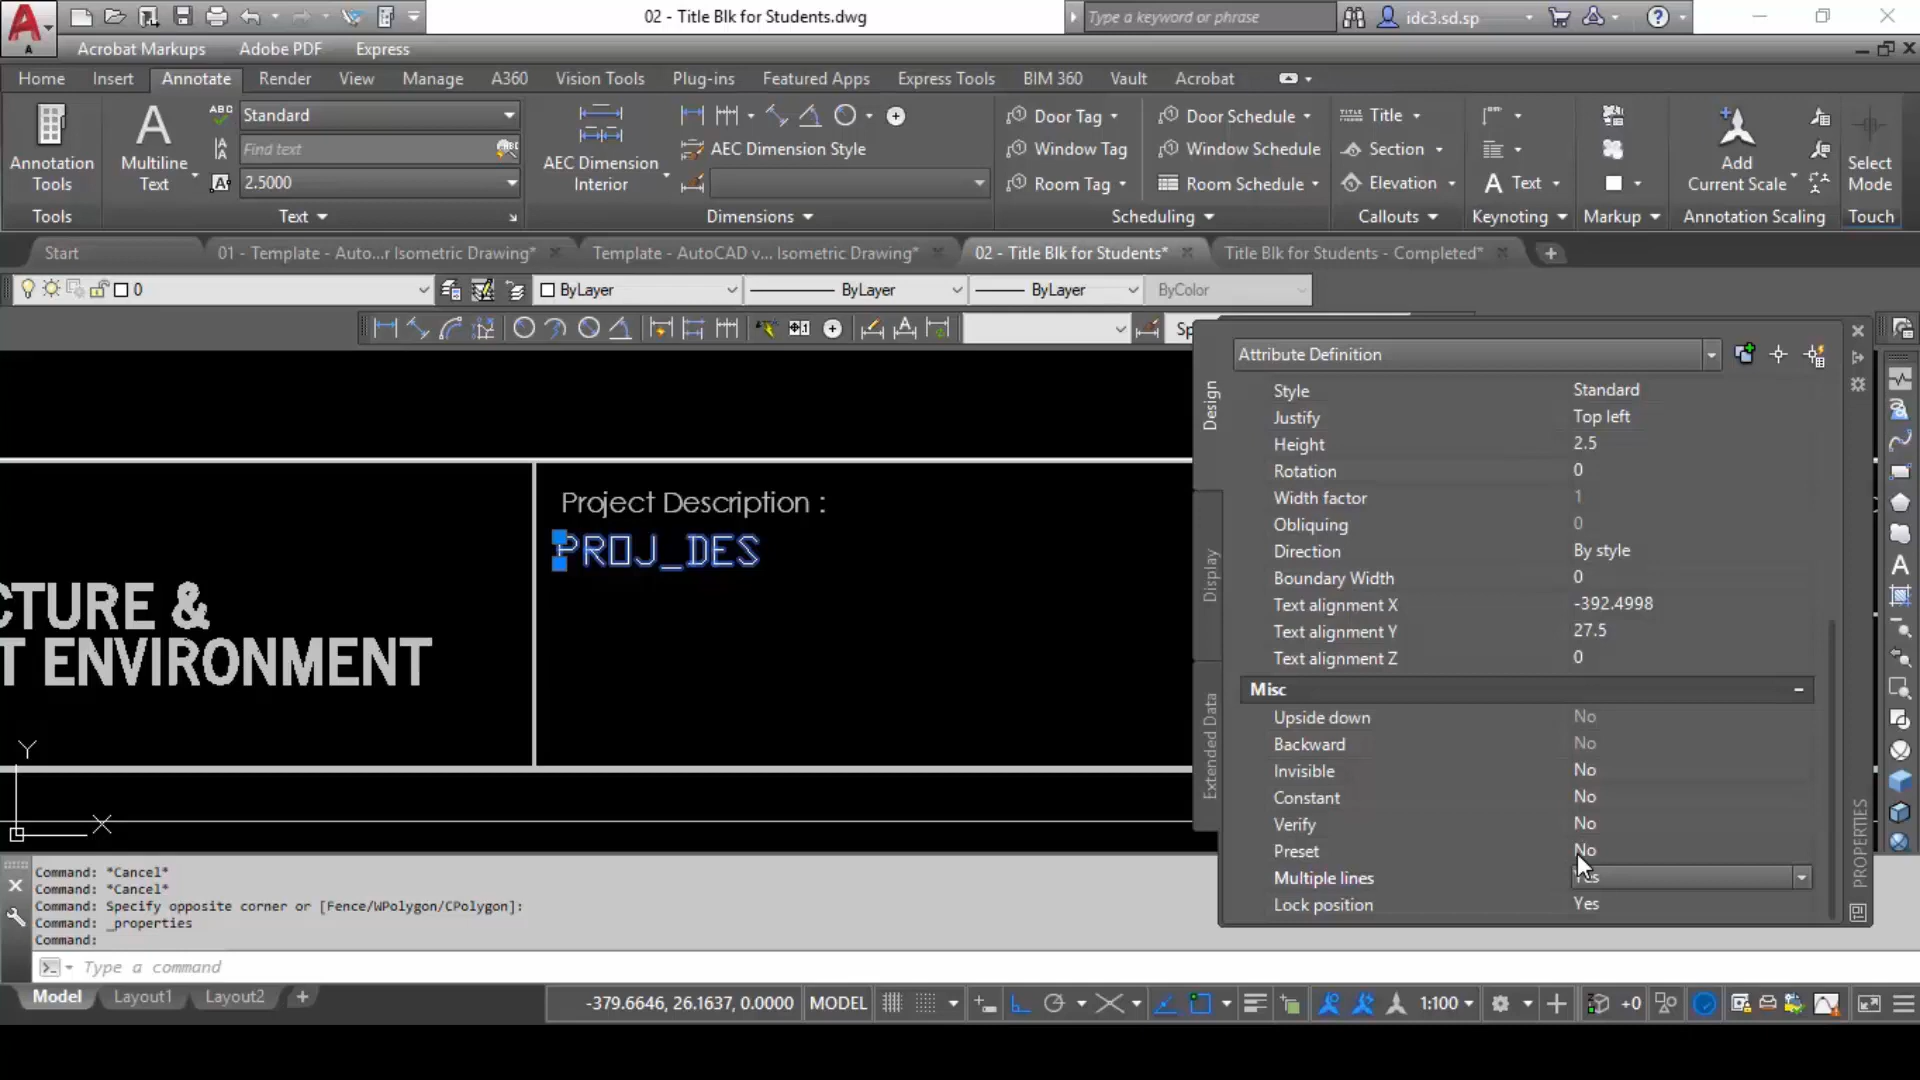 02 - Title Blk for Students.dwg
Type a keyword or phrase
idc3.sd.sp
Acrobat Markups
Adobe PDF
Express
Home
Insert
Annotate
Render
View
Manage
A360
Vision Tools
Plug-ins
Featured Apps
Express Tools
BIM 360
Vault
Acrobat
Annotation
Tools
Tools
Multiline
Text
Standard
Find text
2.5000
Text
AEC Dimension
Interior
AEC Dimension Style
Dimensions
Door Tag
Window Tag
Room Tag
Door Schedule
Window Schedule
Room Schedule
Scheduling
Title
Section
Elevation
Callouts
Text
Keynoting
Markup
Add
Current Scale
Annotation Scaling
Select
Mode
Touch
Start
01 - Template - Auto...r Isometric Drawing*
Template - AutoCAD v... Isometric Drawing*
02 - Title Blk for Students*
Title Blk for Students - Completed*
0
ByLayer
ByLayer
ByLayer
ByColor
Project Description :
PROJ_DES
CTURE &
T ENVIRONMENT
Y
X
Attribute Definition
Design
Display
Extended Data
PROPERTIES
Style Standard
Justify Top left
Height 2.5
Rotation 0
Width factor 1
Obliquing 0
Direction By style
Boundary Width 0
Text alignment X -392.4998
Text alignment Y 27.5
Text alignment Z 0
Misc
Upside down No
Backward No
Invisible No
Constant No
Verify No
Preset No
Multiple lines Yes
Lock position Yes
Command: *Cancel*
Command: *Cancel*
Command: Specify opposite corner or [Fence/WPolygon/CPolygon]:
Command: _properties
Command:
Type a command
Model
Layout1
Layout2
-379.6646, 26.1637, 0.0000
MODEL
1:100
+0